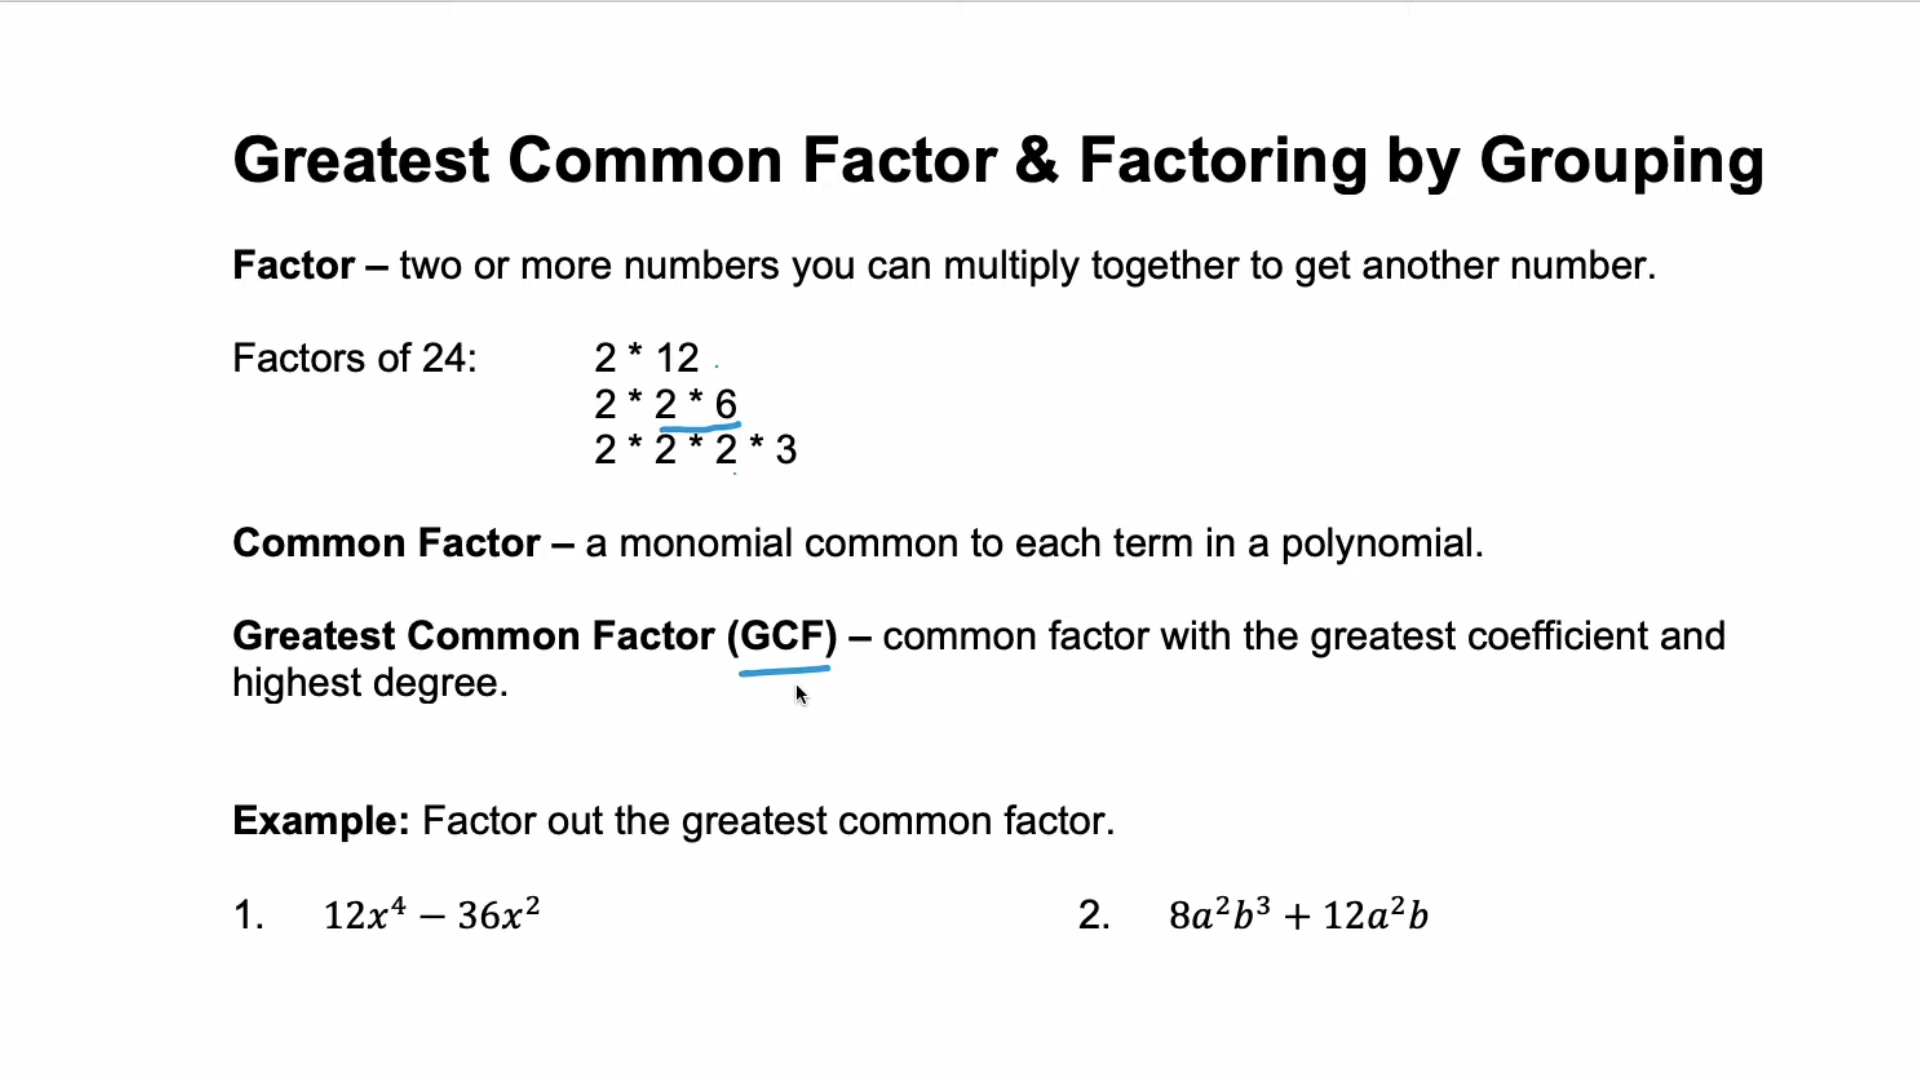 Greatest Common Factor & Factoring by Grouping
Factor – two or more numbers you can multiply together to get another number.
Factors of 24: 2 * 12
2 * 2 * 6
2 * 2 * 2 * 3
Common Factor – a monomial common to each term in a polynomial.
Greatest Common Factor (GCF) – common factor with the greatest coefficient and
highest degree.
Example: Factor out the greatest common factor.
1. 12x⁴ − 36x² 2. 8a²b³ + 12a²b